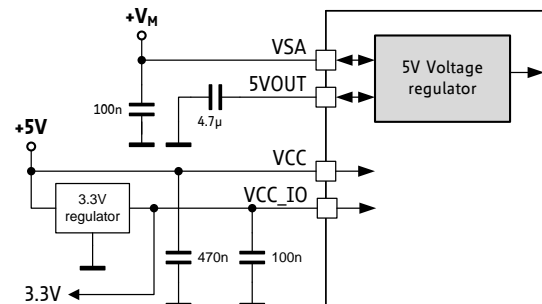 +VM
VSA
5V Voltage
regulator
100n
5VOUT
4.7µ
+5V
VCC
3.3V
regulator
VCC_IO
470n
100n
3.3V